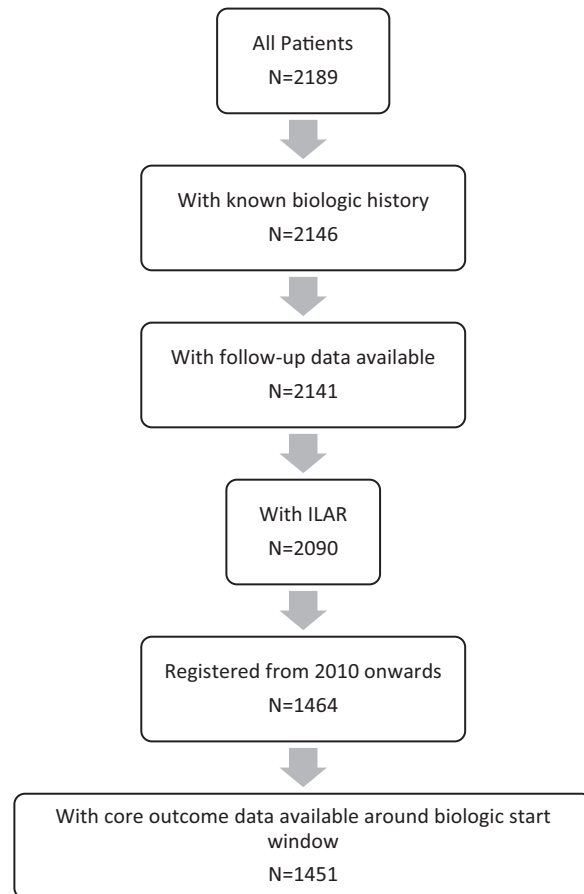 All Patients
N=2189
With known biologic history
N=2146
With follow-up data available
N=2141
With ILAR
N=2090
Registered from 2010 onwards
N=1464
With core outcome data available around biologic start
window
N=1451